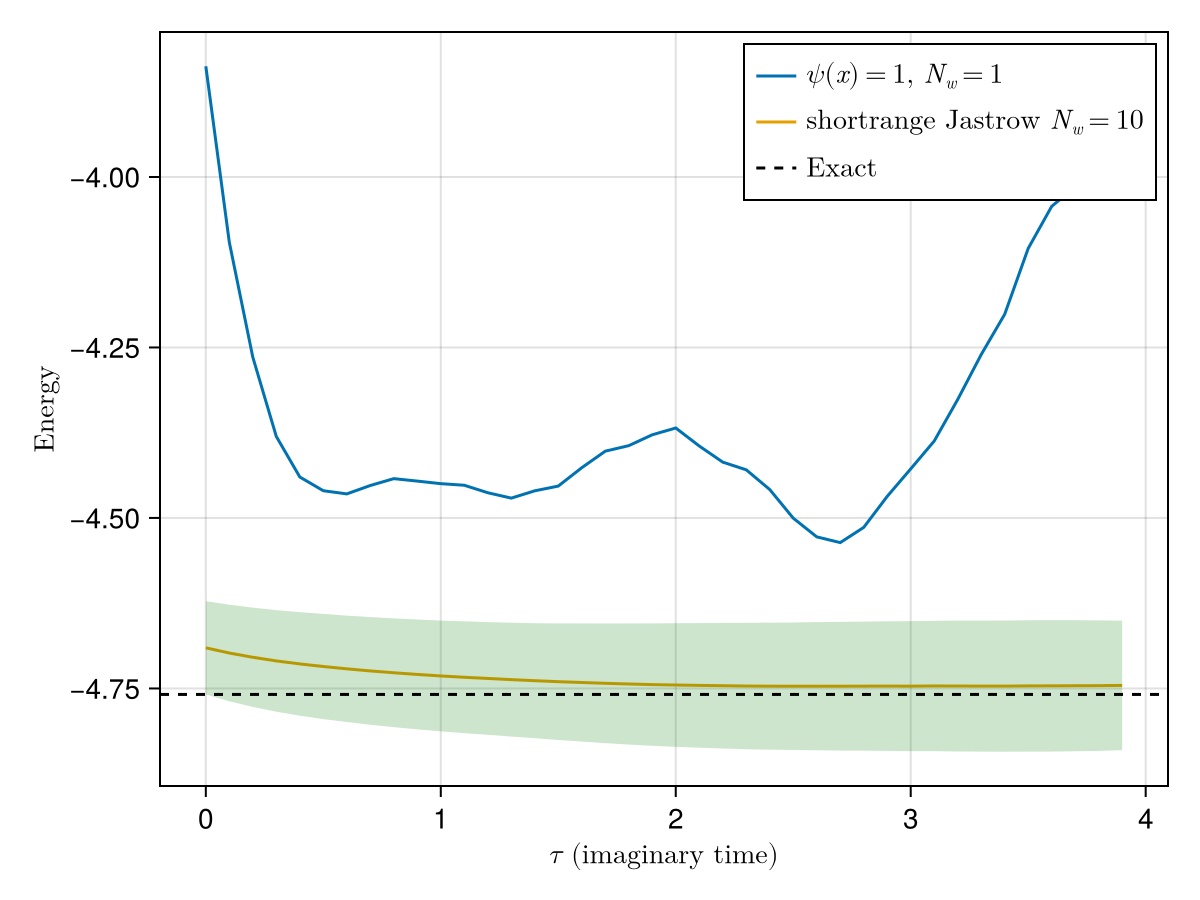 ψ(x) = 1, N_w = 1
shortrange Jastrow N_w = 10
Exact
−4.00
−4.25
−4.50
−4.75
Energy
0 1 2 3 4
τ (imaginary time)